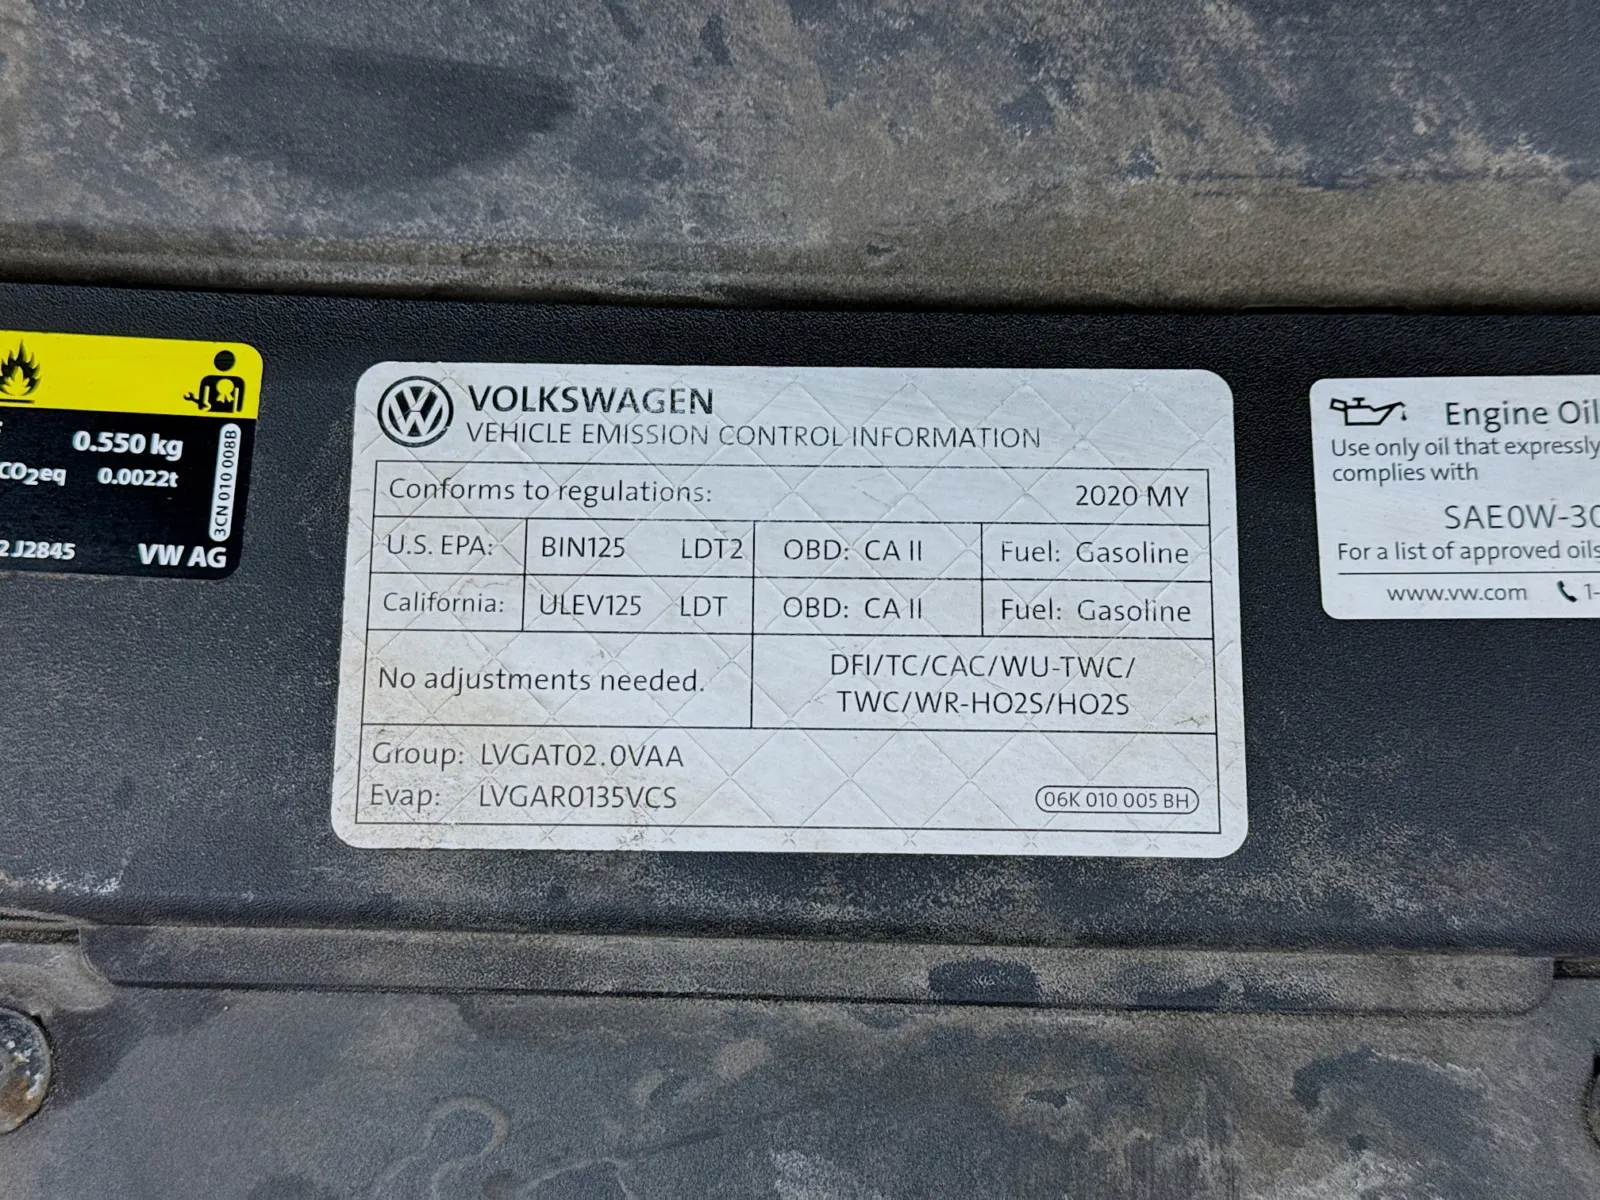 0.550 kg
CO2eq 0.0022t
2 J2845 VW AG
3CN 010 008B
VOLKSWAGEN
VEHICLE EMISSION CONTROL INFORMATION
Conforms to regulations: 2020 MY
U.S. EPA: BIN125 LDT2 OBD: CA II Fuel: Gasoline
California: ULEV125 LDT OBD: CA II Fuel: Gasoline
No adjustments needed.
DFI/TC/CAC/WU-TWC/
TWC/WR-HO2S/HO2S
Group: LVGAT02.0VAA
Evap: LVGAR0135VCS
06K 010 005 BH
Engine Oil
Use only oil that expressly
complies with
SAE0W-30
For a list of approved oils
www.vw.com 1-